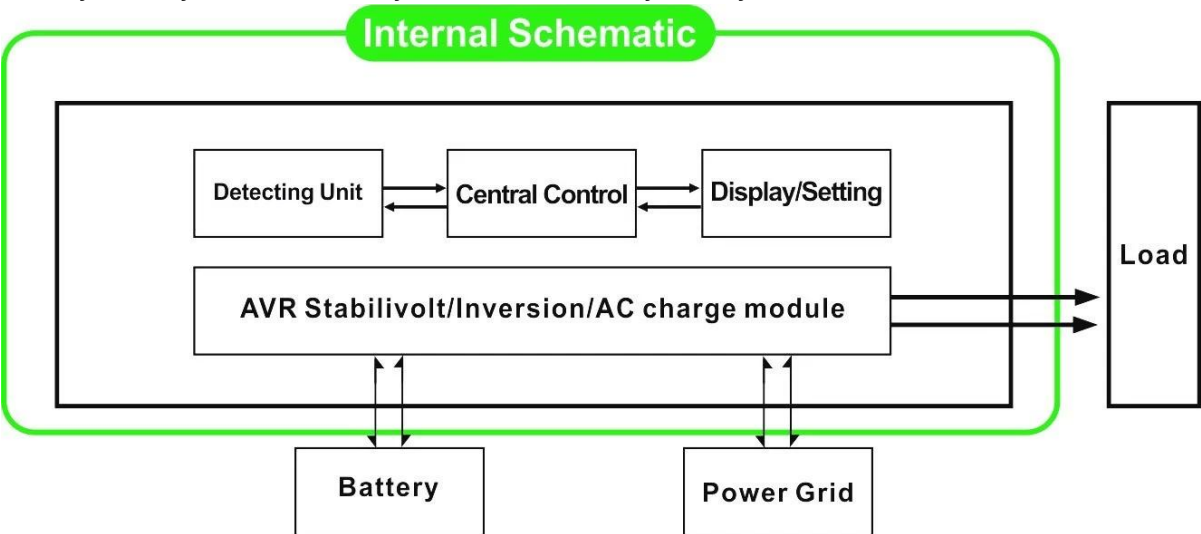 Internal Schematic
Detecting Unit
Central Control
Display/Setting
Load
AVR Stabilivolt/Inversion/AC charge module
Battery
Power Grid